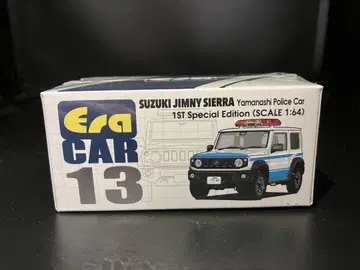 Era
CAR
13
SUZUKI JIMNY SIERRA Yamanashi Police Car
1ST Special Edition (SCALE 1:64)